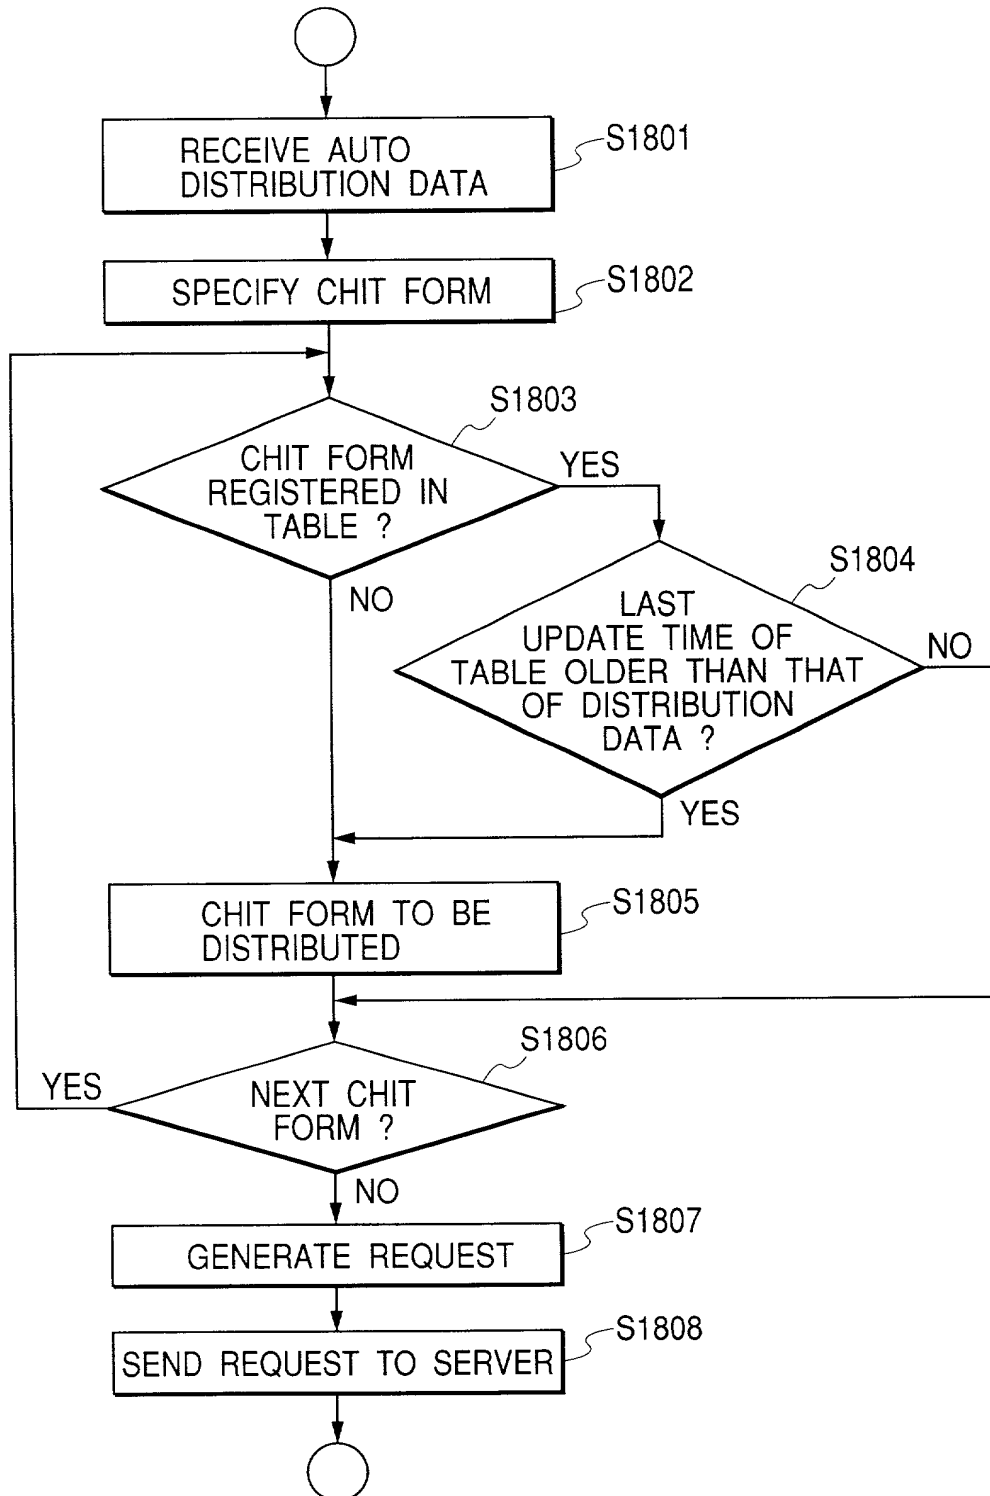 RECEIVE AUTO
DISTRIBUTION DATA
S1801
SPECIFY CHIT FORM
S1802
S1803
CHIT FORM
REGISTERED IN
TABLE ?
YES
NO
S1804
LAST
UPDATE TIME OF
TABLE OLDER THAN THAT
OF DISTRIBUTION
DATA ?
NO
YES
CHIT FORM TO BE
DISTRIBUTED
S1805
S1806
NEXT CHIT
FORM ?
YES
NO
GENERATE REQUEST
S1807
SEND REQUEST TO SERVER
S1808